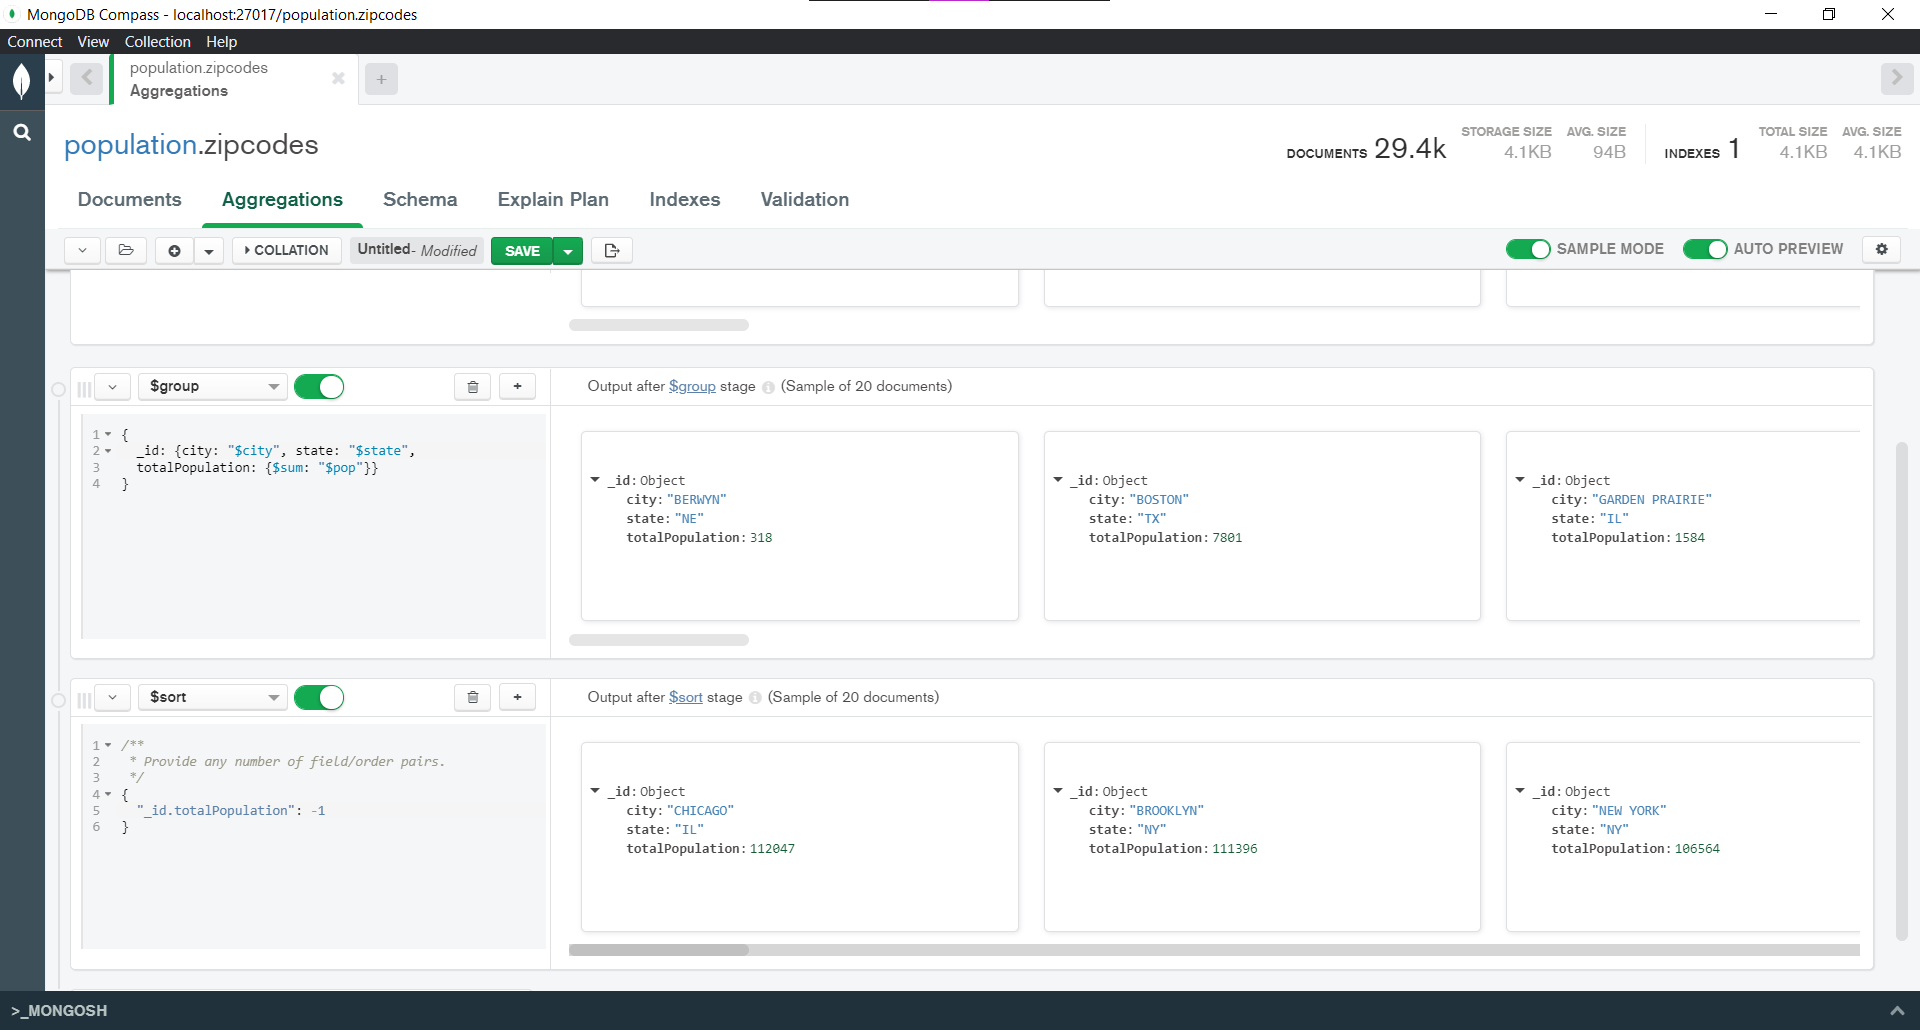 MongoDB Compass - localhost:27017/population.zipcodes
Connect View Collection Help
population.zipcodes
Aggregations
population.zipcodes
DOCUMENTS 29.4k
STORAGE SIZE
4.1KB
AVG. SIZE
94B
INDEXES 1
TOTAL SIZE
4.1KB
AVG. SIZE
4.1KB
Documents Aggregations Schema Explain Plan Indexes Validation
COLLATION Untitled- Modified SAVE SAMPLE MODE AUTO PREVIEW
$group
Output after $group stage (Sample of 20 documents)
1 {
2 _id: {city: "$city", state: "$state",
3 totalPopulation: {$sum: "$pop"}}
4 }
_id: Object
city: "BERWYN"
state: "NE"
totalPopulation: 318
_id: Object
city: "BOSTON"
state: "TX"
totalPopulation: 7801
_id: Object
city: "GARDEN PRAIRIE"
state: "IL"
totalPopulation: 1584
$sort
Output after $sort stage (Sample of 20 documents)
1 /**
2 * Provide any number of field/order pairs.
3 */
4 {
5 "_id.totalPopulation": -1
6 }
_id: Object
city: "CHICAGO"
state: "IL"
totalPopulation: 112047
_id: Object
city: "BROOKLYN"
state: "NY"
totalPopulation: 111396
_id: Object
city: "NEW YORK"
state: "NY"
totalPopulation: 106564
>_MONGOSH